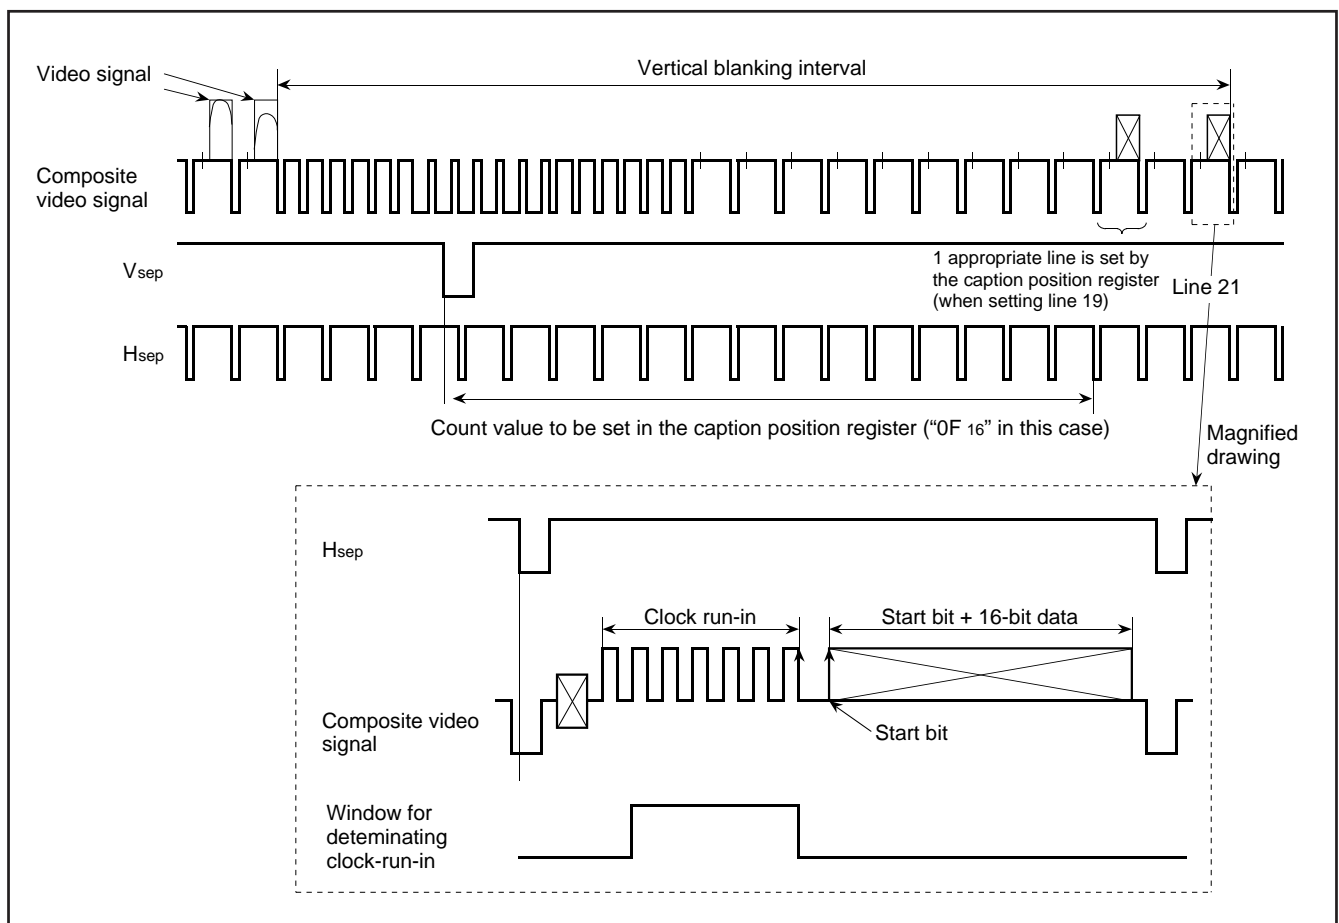 Video signal
Vertical blanking interval
Composite
video signal
Vsep
1 appropriate line is set by
the caption position register
(when setting line 19)
Line 21
Hsep
Count value to be set in the caption position register (“0F 16” in this case)
Magnified
drawing
Hsep
Clock run-in
Start bit + 16-bit data
Composite video
signal
Start bit
Window for
deteminating
clock-run-in